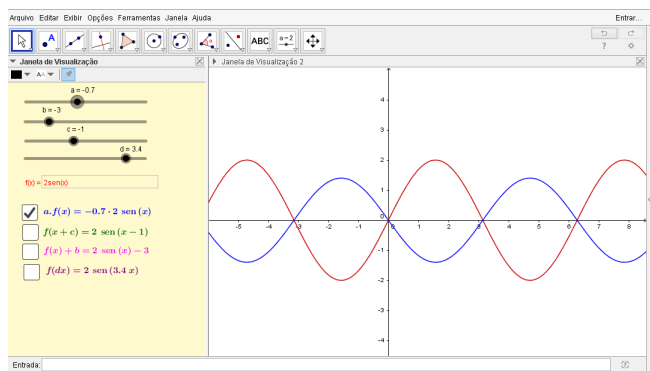 Arquivo Editar Exibir Opções Ferramentas Janela Ajuda Entrar...
A ABC a=2
Janela de Visualização
Janela de Visualização 2
AA
a = -0.7
b = -3
c = -1
d = 3.4
f(x) = 2sen(x)
a.f(x) = −0.7 · 2 sen (x)
f(x + c) = 2 sen (x − 1)
f(x) + b = 2 sen (x) − 3
f(dx) = 2 sen (3.4 x)
4
3
2
1
0
-5 -4 -3 -2 -1 0 1 2 3 4 5 6 7 8
-1
-2
-3
-4
Entrada: